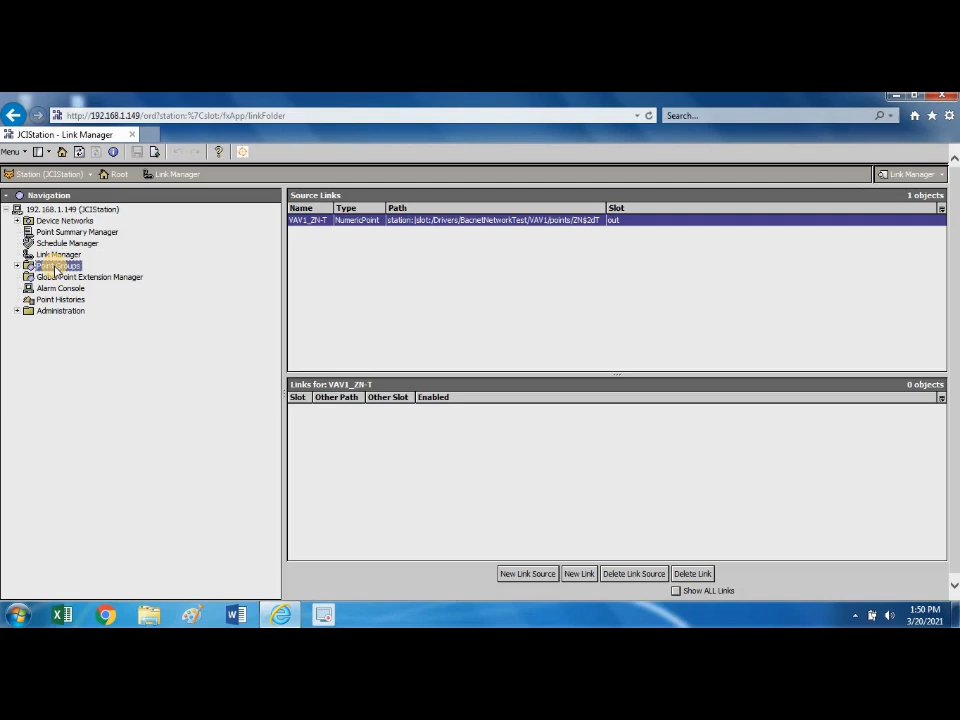 http://192.168.1.149/ord?station:%7Cslot:/fxApp/linkFolder
Search...
JCIStation - Link Manager
Menu
Station (JCIStation)
Root
Link Manager
Link Manager
Navigation
192.168.1.149 (JCIStation)
Device Networks
Point Summary Manager
Schedule Manager
Link Manager
Point Groups
Global Point Extension Manager
Alarm Console
Point Histories
Administration
Source Links
1 objects
Name Type Path Slot
VAV1_ZN-T NumericPoint station:|slot:/Drivers/BacnetNetworkTest/VAV1/points/ZN$2dT out
Links for: VAV1_ZN-T
0 objects
Slot Other Path Other Slot Enabled
New Link Source New Link Delete Link Source Delete Link
Show ALL Links
1:50 PM
3/20/2021